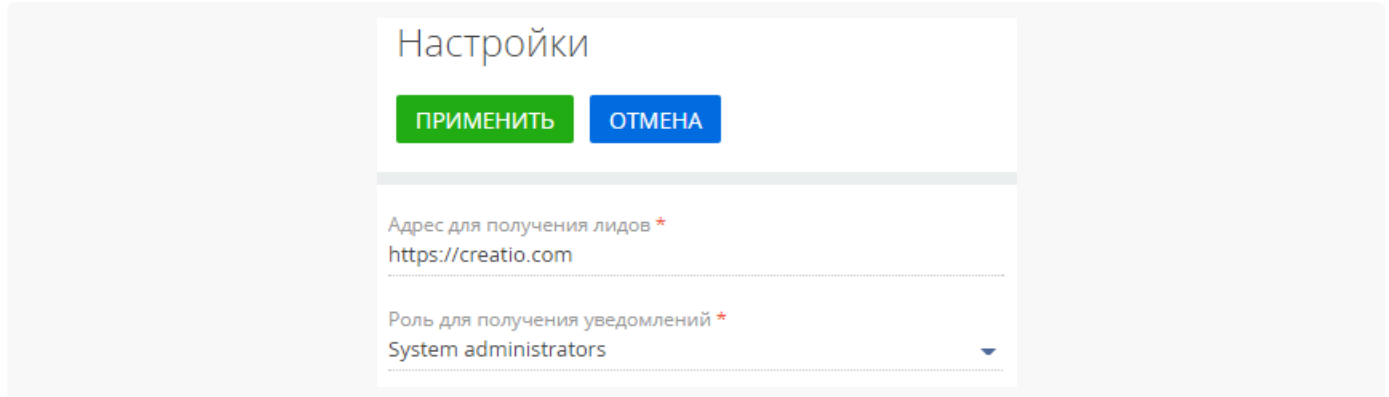 Настройки
ПРИМЕНИТЬ ОТМЕНА
Адрес для получения лидов *
https://creatio.com
Роль для получения уведомлений *
System administrators